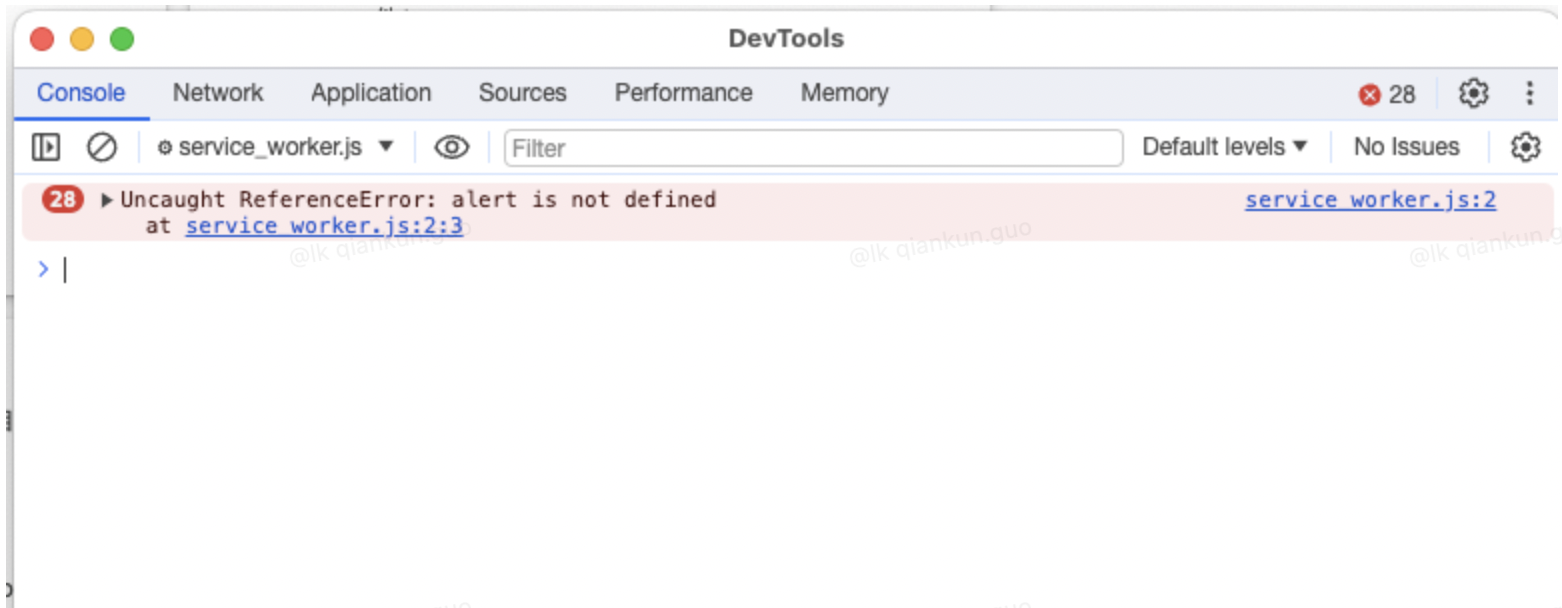 DevTools
Console Network Application Sources Performance Memory 28
service_worker.js Filter Default levels No Issues
28 Uncaught ReferenceError: alert is not defined service_worker.js:2
at service_worker.js:2:3
@lk qiankun.guo @lk qiankun.guo @lk qiankun.g